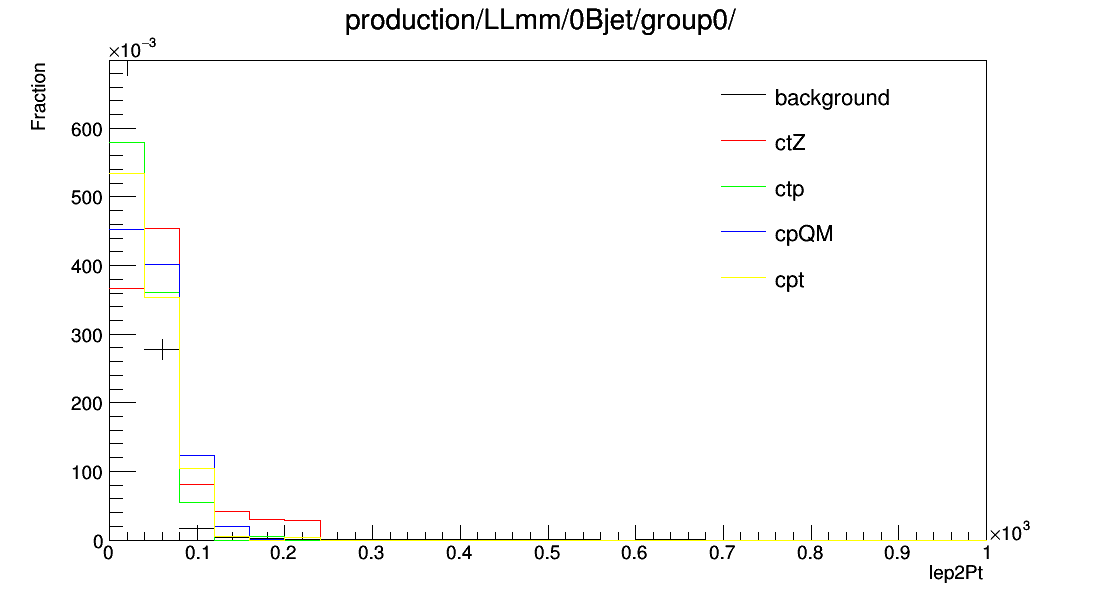 production/LLmm/0Bjet/group0/
×10⁻³
Fraction
background
ctZ
ctp
cpQM
cpt
600
500
400
300
200
100
0
0 0.1 0.2 0.3 0.4 0.5 0.6 0.7 0.8 0.9 1
×10³
lep2Pt